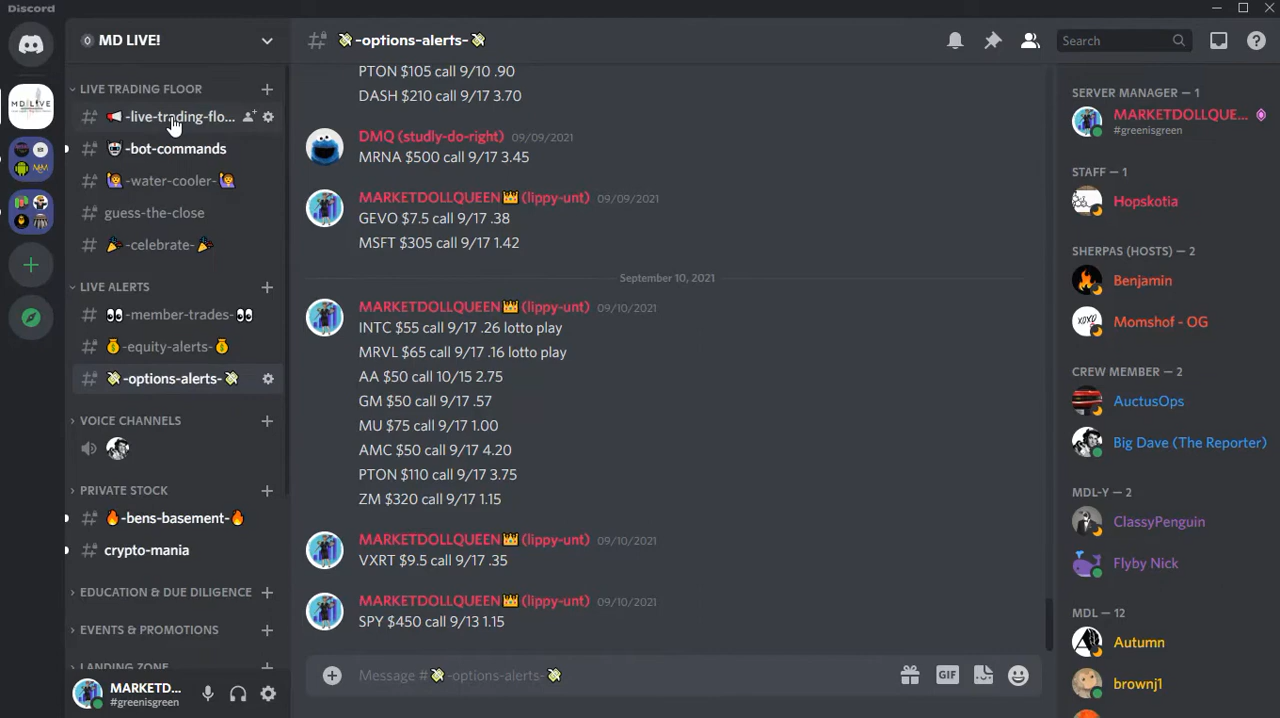 Discord
MD LIVE!
LIVE TRADING FLOOR
📢-live-trading-flo...
-bot-commands
🙋-water-cooler-🙋
guess-the-close
🎉-celebrate-🎉
LIVE ALERTS
👀-member-trades-👀
💰-equity-alerts-💰
💸-options-alerts-💸
VOICE CHANNELS
PRIVATE STOCK
🔥-bens-basement-🔥
crypto-mania
EDUCATION & DUE DILIGENCE
EVENTS & PROMOTIONS
LANDING ZONE
MARKETD...
#greenisgreen
💸-options-alerts-💸
Search
PTON $105 call 9/10 .90
DASH $210 call 9/17 3.70
DMQ (studly-do-right) 09/09/2021
MRNA $500 call 9/17 3.45
MARKETDOLLQUEEN👑(lippy-unt) 09/09/2021
GEVO $7.5 call 9/17 .38
MSFT $305 call 9/17 1.42
September 10, 2021
MARKETDOLLQUEEN👑(lippy-unt) 09/10/2021
INTC $55 call 9/17 .26 lotto play
MRVL $65 call 9/17 .16 lotto play
AA $50 call 10/15 2.75
GM $50 call 9/17 .57
MU $75 call 9/17 1.00
AMC $50 call 9/17 4.20
PTON $110 call 9/17 3.75
ZM $320 call 9/17 1.15
MARKETDOLLQUEEN👑(lippy-unt) 09/10/2021
VXRT $9.5 call 9/17 .35
MARKETDOLLQUEEN👑(lippy-unt) 09/10/2021
SPY $450 call 9/13 1.15
Message #💸-options-alerts-💸
GIF
SERVER MANAGER — 1
MARKETDOLLQUE...
#greenisgreen
STAFF — 1
Hopskotia
SHERPAS (HOSTS) — 2
Benjamin
Momshof - OG
CREW MEMBER — 2
AuctusOps
Big Dave (The Reporter)
MDL-Y — 2
ClassyPenguin
Flyby Nick
MDL — 12
Autumn
brownj1